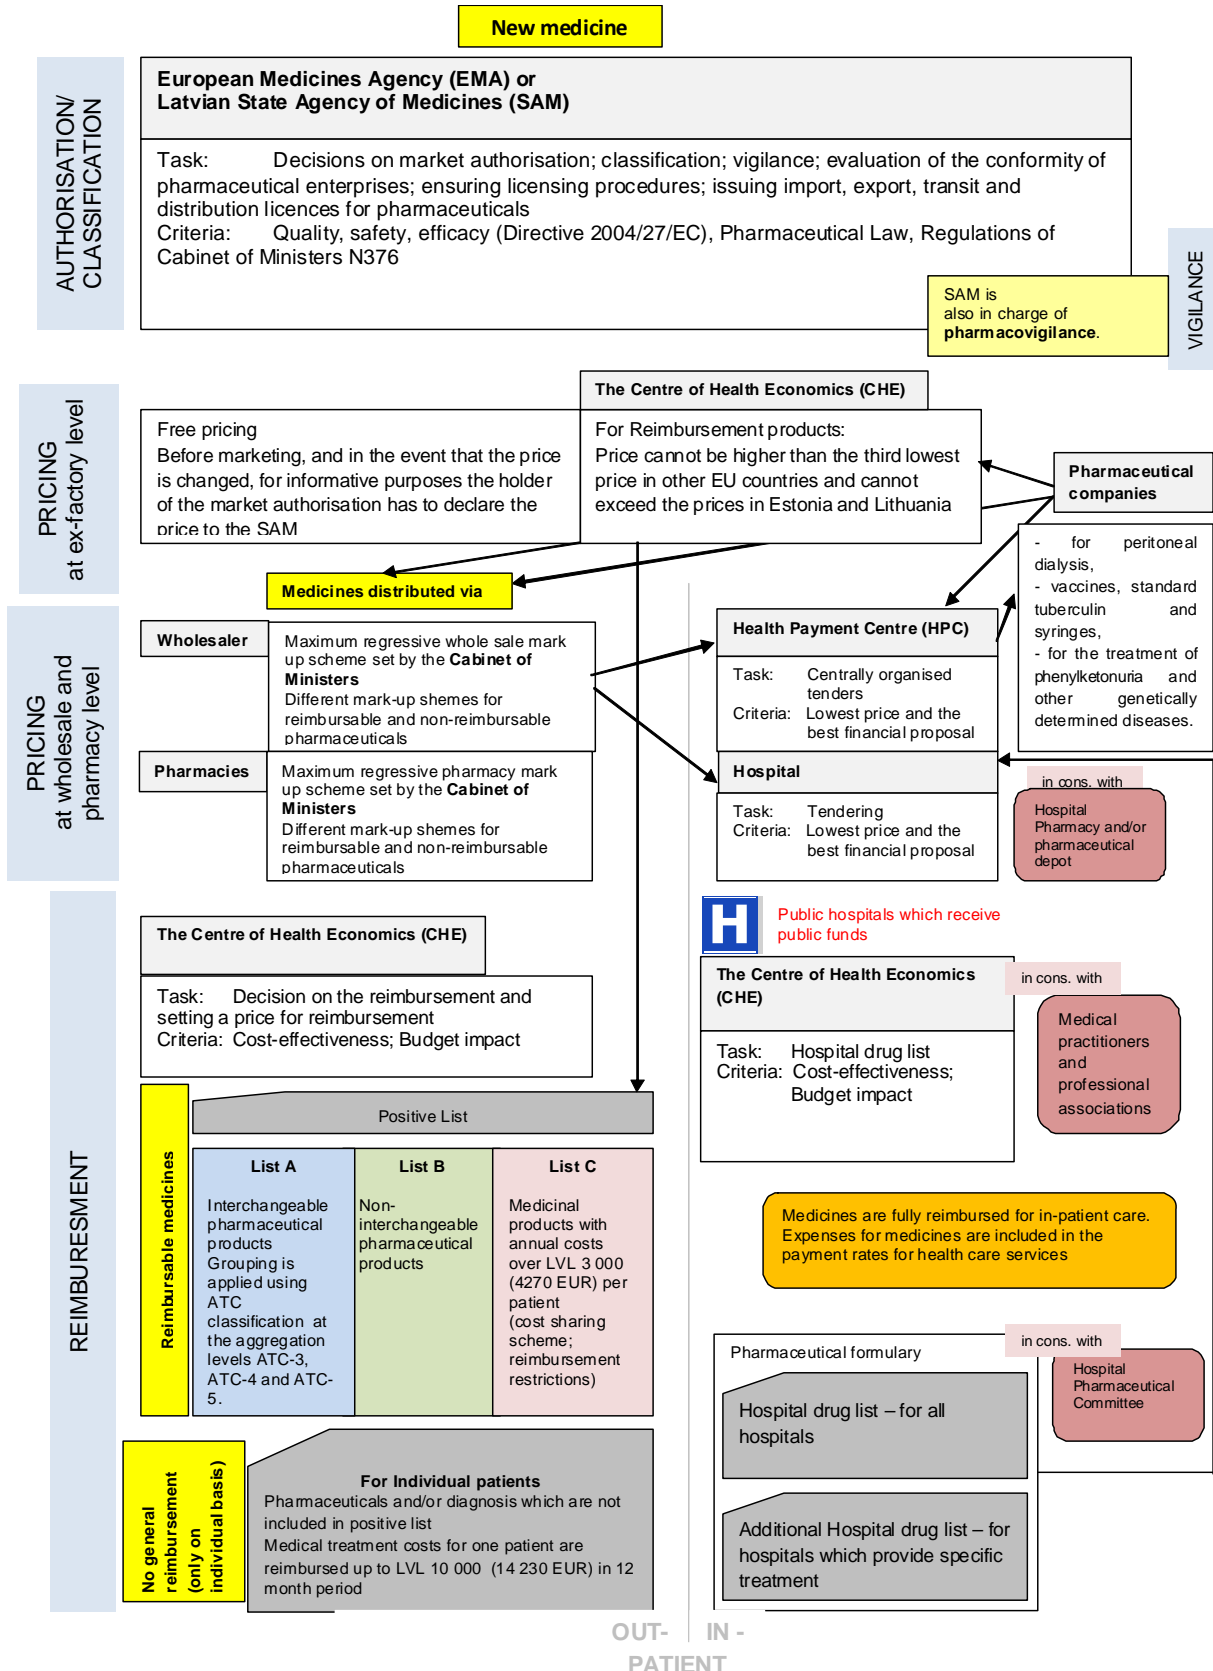 New medicine
AUTHORISATION/
CLASSIFICATION
European Medicines Agency (EMA) or
Latvian State Agency of Medicines (SAM)
Task: Decisions on market authorisation; classification; vigilance; evaluation of the conformity of
pharmaceutical enterprises; ensuring licensing procedures; issuing import, export, transit and
distribution licences for pharmaceuticals
Criteria: Quality, safety, efficacy (Directive 2004/27/EC), Pharmaceutical Law, Regulations of
Cabinet of Ministers N376
SAM is
also in charge of
pharmacovigilance.
VIGILANCE
PRICING
at ex-factory level
Free pricing
Before marketing, and in the event that the price
is changed, for informative purposes the holder
of the market authorisation has to declare the
price to the SAM
The Centre of Health Economics (CHE)
For Reimbursement products:
Price cannot be higher than the third lowest
price in other EU countries and cannot
exceed the prices in Estonia and Lithuania
Pharmaceutical
companies
- for peritoneal
dialysis,
- vaccines, standard
tuberculin and
syringes,
- for the treatment of
phenylketonuria and
other genetically
determined diseases.
Medicines distributed via
PRICING
at wholesale and
pharmacy level
Wholesaler
Maximum regressive whole sale mark
up scheme set by the Cabinet of
Ministers
Different mark-up shemes for
reimbursable and non-reimbursable
pharmaceuticals
Pharmacies
Maximum regressive pharmacy mark
up scheme set by the Cabinet of
Ministers
Different mark-up shemes for
reimbursable and non-reimbursable
pharmaceuticals
Health Payment Centre (HPC)
Task: Centrally organised
tenders
Criteria: Lowest price and the
best financial proposal
Hospital
Task: Tendering
Criteria: Lowest price and the
best financial proposal
in cons. with
Hospital
Pharmacy and/or
pharmaceutical
depot
REIMBURESMENT
The Centre of Health Economics (CHE)
Task: Decision on the reimbursement and
setting a price for reimbursement
Criteria: Cost-effectiveness; Budget impact
H
Public hospitals which receive
public funds
The Centre of Health Economics
(CHE)
Task: Hospital drug list
Criteria: Cost-effectiveness;
Budget impact
in cons. with
Medical
practitioners
and
professional
associations
Reimbursable medicines
Positive List
List A
Interchangeable
pharmaceutical
products
Grouping is
applied using
ATC
classification at
the aggregation
levels ATC-3,
ATC-4 and ATC-
5.
List B
Non-
interchangeable
pharmaceutical
products
List C
Medicinal
products with
annual costs
over LVL 3 000
(4270 EUR) per
patient
(cost sharing
scheme;
reimbursement
restrictions)
Medicines are fully reimbursed for in-patient care.
Expenses for medicines are included in the
payment rates for health care services
No general
reimbursement
(only on
individual basis)
For Individual patients
Pharmaceuticals and/or diagnosis which are not
included in positive list
Medical treatment costs for one patient are
reimbursed up to LVL 10 000 (14 230 EUR) in 12
month period
Pharmaceutical formulary
in cons. with
Hospital
Pharmaceutical
Committee
Hospital drug list – for all
hospitals
Additional Hospital drug list – for
hospitals which provide specific
treatment
OUT- IN -
PATIENT